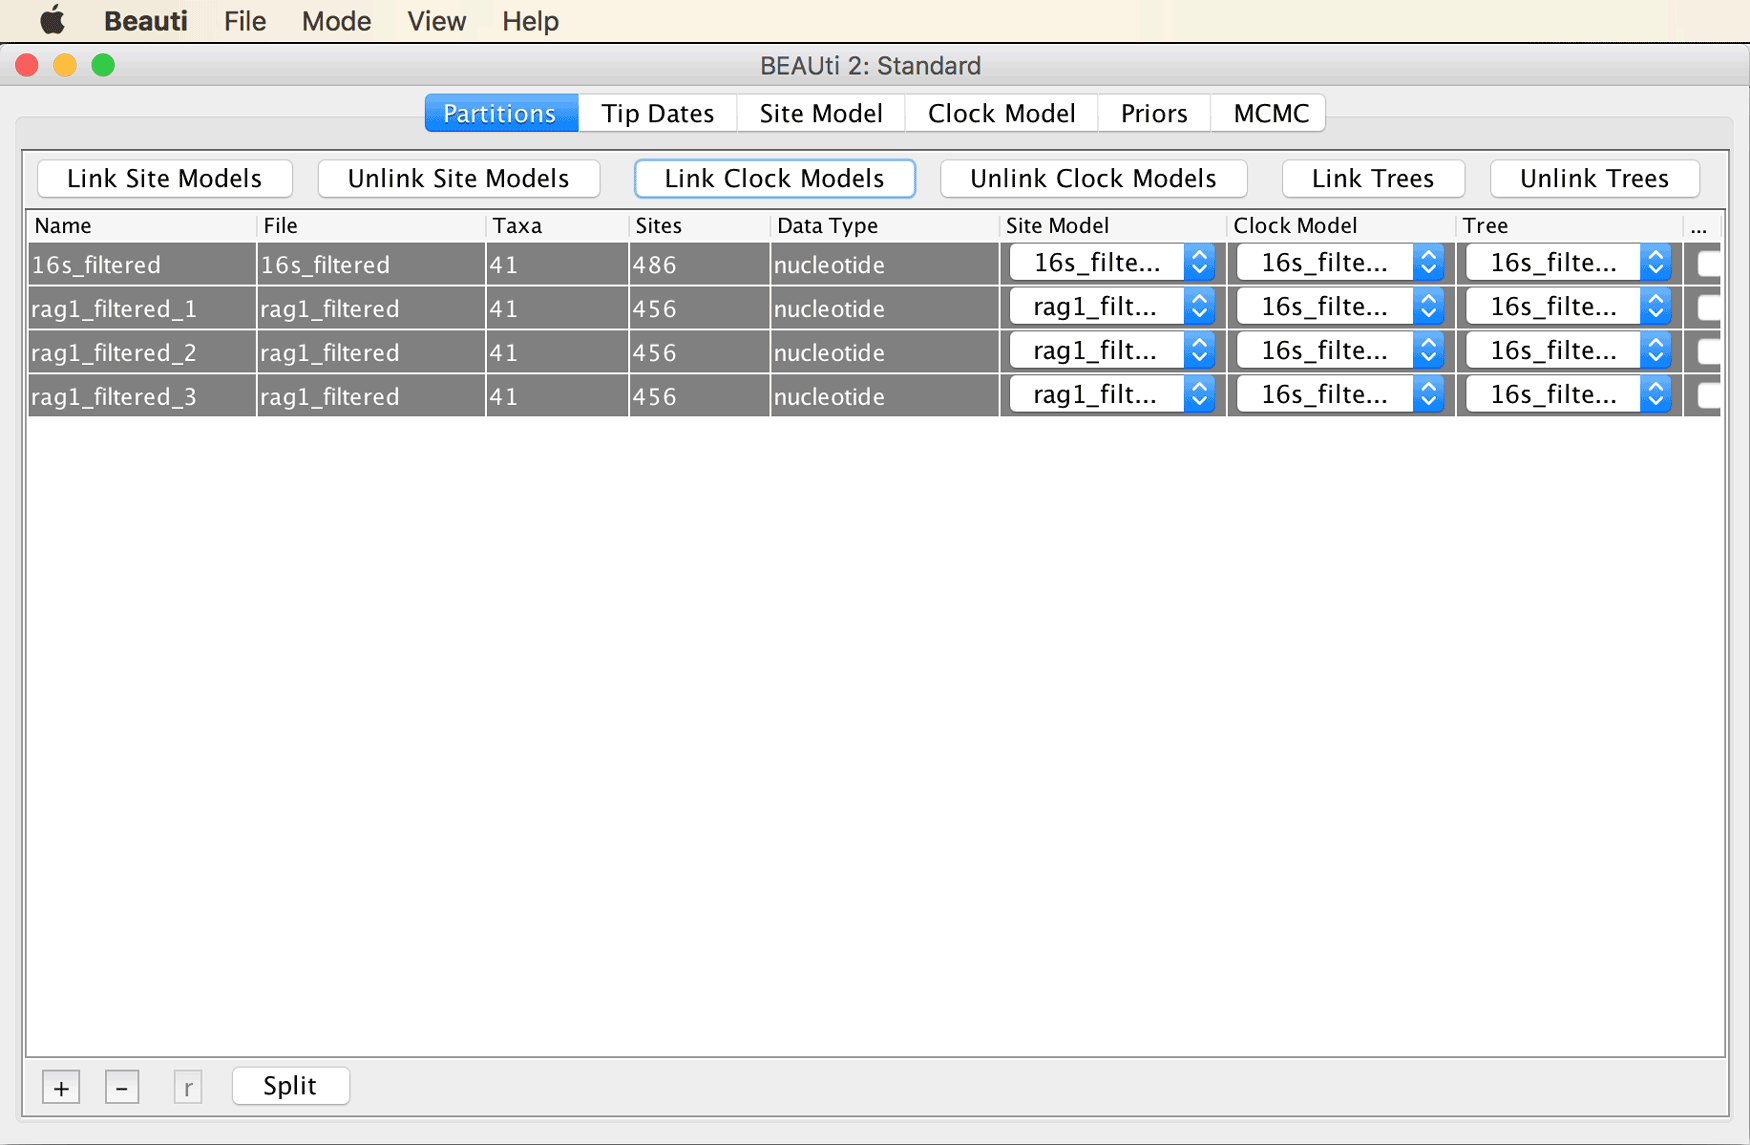 Beauti File Mode View Help
BEAUti 2: Standard
Partitions Tip Dates Site Model Clock Model Priors MCMC
Link Site Models Unlink Site Models Link Clock Models Unlink Clock Models Link Trees Unlink Trees
Name File Taxa Sites Data Type Site Model Clock Model Tree ...
16s_filtered 16s_filtered 41 486 nucleotide 16s_filte... 16s_filte... 16s_filte...
rag1_filtered_1 rag1_filtered 41 456 nucleotide rag1_filt... 16s_filte... 16s_filte...
rag1_filtered_2 rag1_filtered 41 456 nucleotide rag1_filt... 16s_filte... 16s_filte...
rag1_filtered_3 rag1_filtered 41 456 nucleotide rag1_filt... 16s_filte... 16s_filte...
+ - r Split